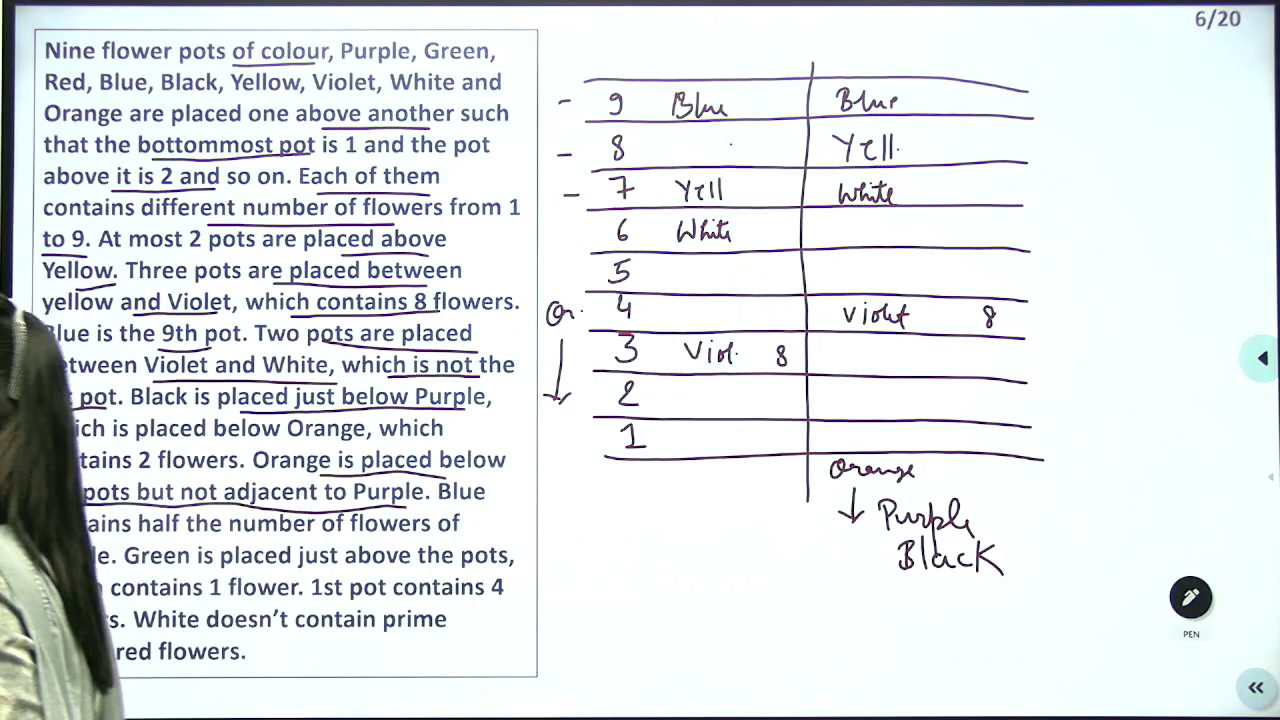 6/20
Nine flower pots of colour, Purple, Green,
Red, Blue, Black, Yellow, Violet, White and
Orange are placed one above another such
that the bottommost pot is 1 and the pot
above it is 2 and so on. Each of them
contains different number of flowers from 1
to 9. At most 2 pots are placed above
Yellow. Three pots are placed between
yellow and Violet, which contains 8 flowers.
lue is the 9th pot. Two pots are placed
tween Violet and White, which is not the
pot. Black is placed just below Purple,
ich is placed below Orange, which
tains 2 flowers. Orange is placed below
pots but not adjacent to Purple. Blue
ains half the number of flowers of
le. Green is placed just above the pots,
contains 1 flower. 1st pot contains 4
s. White doesn't contain prime
red flowers.
- 9 Blue Blue
- 8 Yell.
- 7 Yell White
6 White
5
Or. 4 Violet 8
3 Viol. 8
2
1
Orange
Purple
Black
PEN